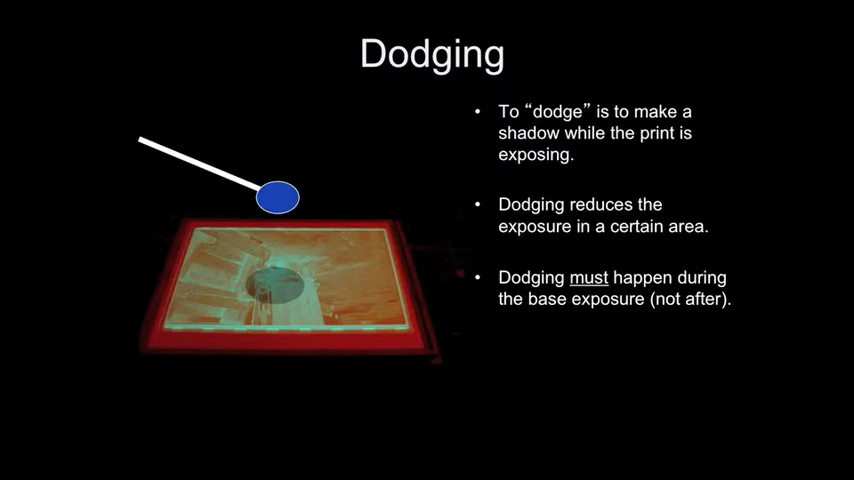 Dodging
• To “dodge” is to make a
shadow while the print is
exposing.
• Dodging reduces the
exposure in a certain area.
• Dodging must happen during
the base exposure (not after).